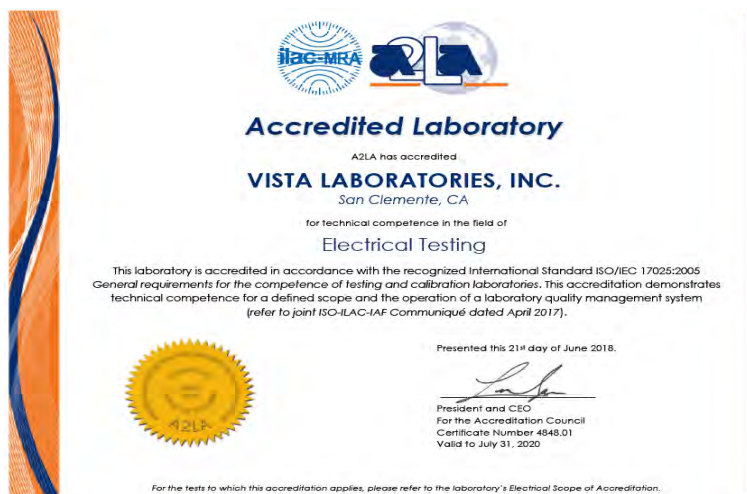 ilac-MRA
A2LA
Accredited Laboratory
A2LA has accredited
VISTA LABORATORIES, INC.
San Clemente, CA
for technical competence in the field of
Electrical Testing
This laboratory is accredited in accordance with the recognized International Standard ISO/IEC 17025:2005
General requirements for the competence of testing and calibration laboratories. This accreditation demonstrates
technical competence for a defined scope and the operation of a laboratory quality management system
(refer to joint ISO-ILAC-IAF Communiqué dated April 2017).
Presented this 21st day of June 2018.
President and CEO
For the Accreditation Council
Certificate Number 4848.01
Valid to July 31, 2020
A2LA
For the tests to which this accreditation applies, please refer to the laboratory's Electrical Scope of Accreditation.